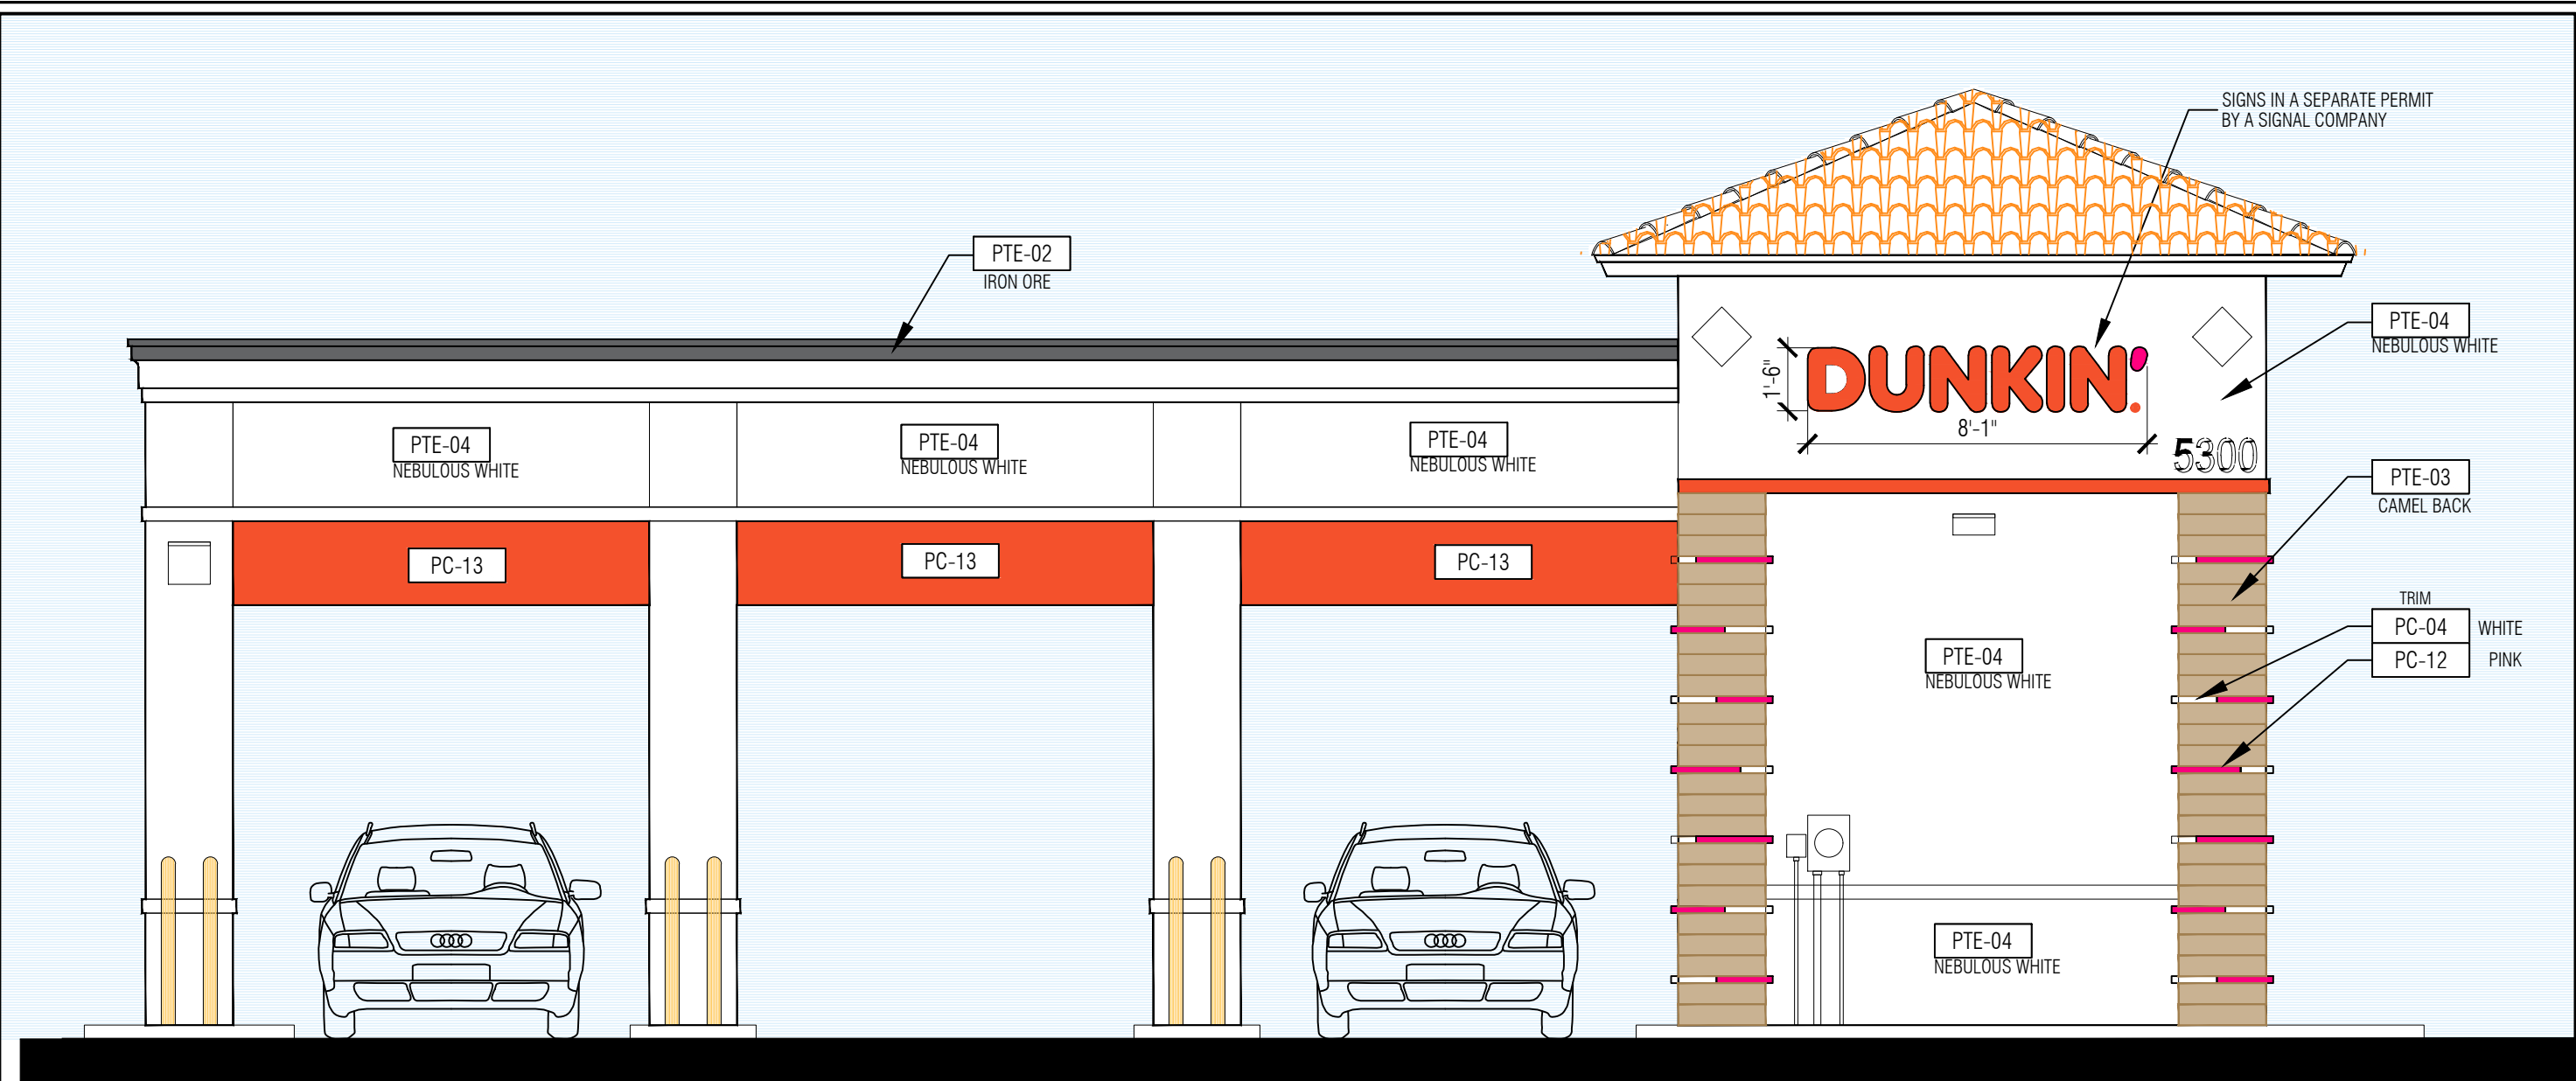 SIGNS IN A SEPARATE PERMIT
BY A SIGNAL COMPANY
PTE-02
IRON ORE
PTE-04
NEBULOUS WHITE
DUNKIN'
1'-6"
8'-1"
5300
PTE-04
NEBULOUS WHITE
PTE-04
NEBULOUS WHITE
PTE-04
NEBULOUS WHITE
PTE-03
CAMEL BACK
PC-13
PC-13
PC-13
TRIM
PC-04 WHITE
PC-12 PINK
PTE-04
NEBULOUS WHITE
PTE-04
NEBULOUS WHITE